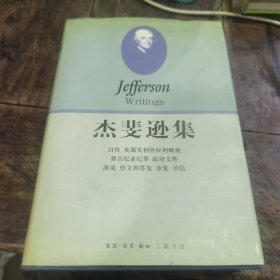 Jefferson
Writings
杰斐逊集
自传 英属美利坚权利概观
弗吉尼亚纪事 政府文件
演说 咨文和答复 杂集 书信
生活·读书·新知 三联书店